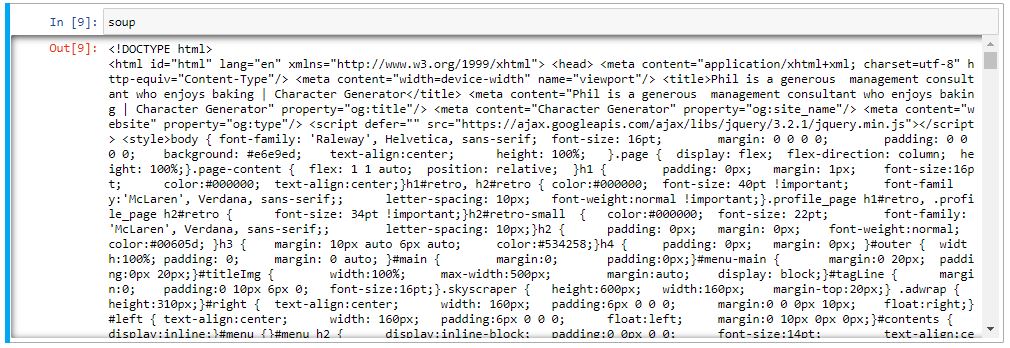 In [9]: soup
Out[9]: <!DOCTYPE html>
<html id="html" lang="en" xmlns="http://www.w3.org/1999/xhtml"> <head> <meta content="application/xhtml+xml; charset=utf-8" h
ttp-equiv="Content-Type"/> <meta content="width=device-width" name="viewport"/> <title>Phil is a generous  management consult
ant who enjoys baking | Character Generator</title> <meta content="Phil is a generous  management consultant who enjoys baking
| Character Generator" property="og:title"/> <meta content="Character Generator" property="og:site_name"/> <meta content="w
ebsite" property="og:type"/> <script defer="" src="https://ajax.googleapis.com/ajax/libs/jquery/3.2.1/jquery.min.js"></script
> <style>body { font-family: 'Raleway', Helvetica, sans-serif;  font-size: 16pt;        margin: 0 0 0 0;        padding: 0 0
0 0;    background: #e6e9ed;    text-align:center;      height: 100%;   }.page {  display: flex;  flex-direction: column;  he
ight: 100%;}.page-content {  flex: 1 1 auto;  position: relative;  }h1 {        padding: 0px;   margin: 1px;    font-size:16p
t;      color:#000000;  text-align:center;}h1#retro, h2#retro { color:#000000;  font-size: 40pt !important;     font-famil
y:'McLaren', Verdana, sans-serif;;      letter-spacing: 10px;   font-weight:normal !important;}.profile_page h1#retro, .profi
le_page h2#retro {      font-size: 34pt !important;}h2#retro-small  {   color:#000000;  font-size: 22pt;        font-family:
'McLaren', Verdana, sans-serif;;        letter-spacing: 10px;}h2 {      padding: 0px;   margin: 0px;    font-weight:normal;
color:#00605d; }h3 {    margin: 10px auto 6px auto;     color:#534258;}h4 {     padding: 0px;   margin: 0px; }#outer {  widt
h:100%; padding: 0;     margin: 0 auto; }#main {        margin:0;       padding:0px;}#menu-main {       margin:0 20px;  paddi
ng:0px 20px;}#titleImg {        width:100%;     max-width:500px;        margin:auto;    display: block;}#tagLine {      margi
n:0;    padding:0 10px 6px 0;   font-size:16pt;}.skyscraper {   height:600px;   width:160px;    margin-top:20px;} .adwrap {
height:310px;}#right {  text-align:center;      width: 160px;   padding:6px 0 0 0;      margin:0 0 0px 10px;    float:right;}
#left { text-align:center;      width: 160px;   padding:6px 0 0 0;      float:left;     margin:0 10px 0px 0px;}#contents {
display:inline;}#menu {}#menu h2 {      display:inline-block;   padding:0 0px 0 0;      font-size:14pt;         text-align:ce